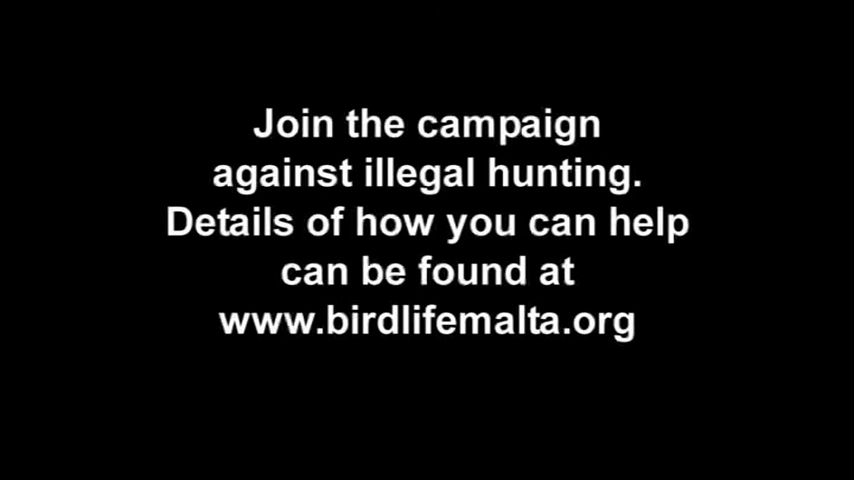 Join the campaign
against illegal hunting.
Details of how you can help
can be found at
www.birdlifemalta.org